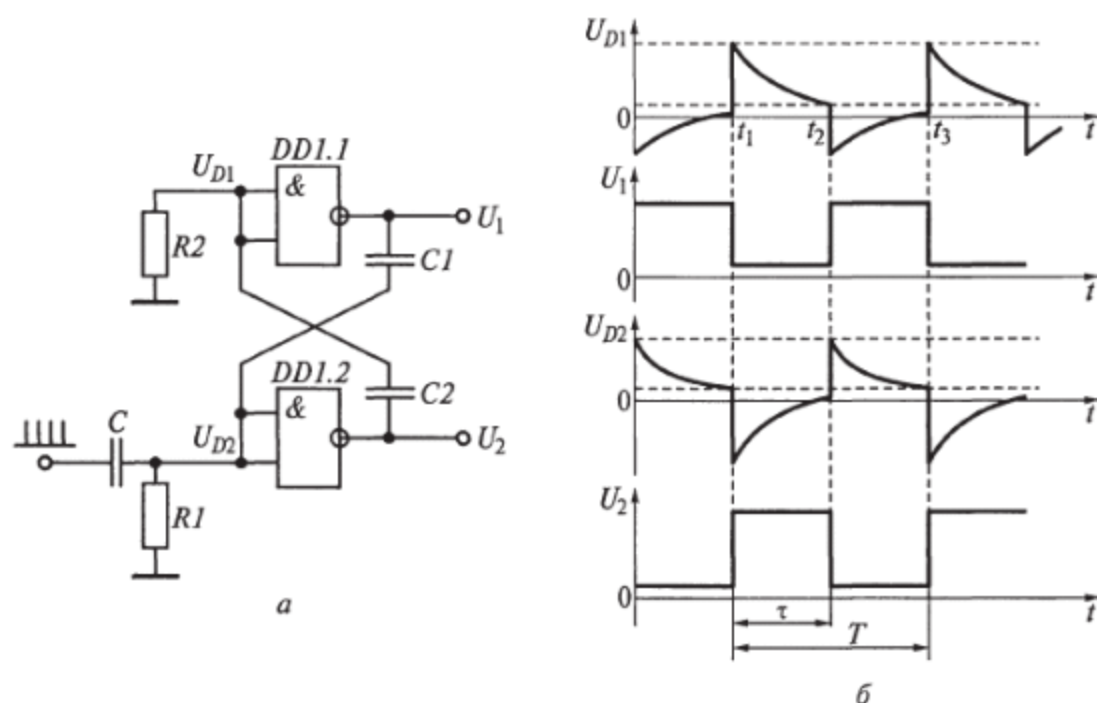 DD1.1
U_D1
&
U_1
R2
C1
DD1.2
&
C2
C
U_D2
U_2
R1
а
U_D1
0
t_1
t_2
t_3
t
U_1
0
t
U_D2
0
t
U_2
0
t
τ
T
б